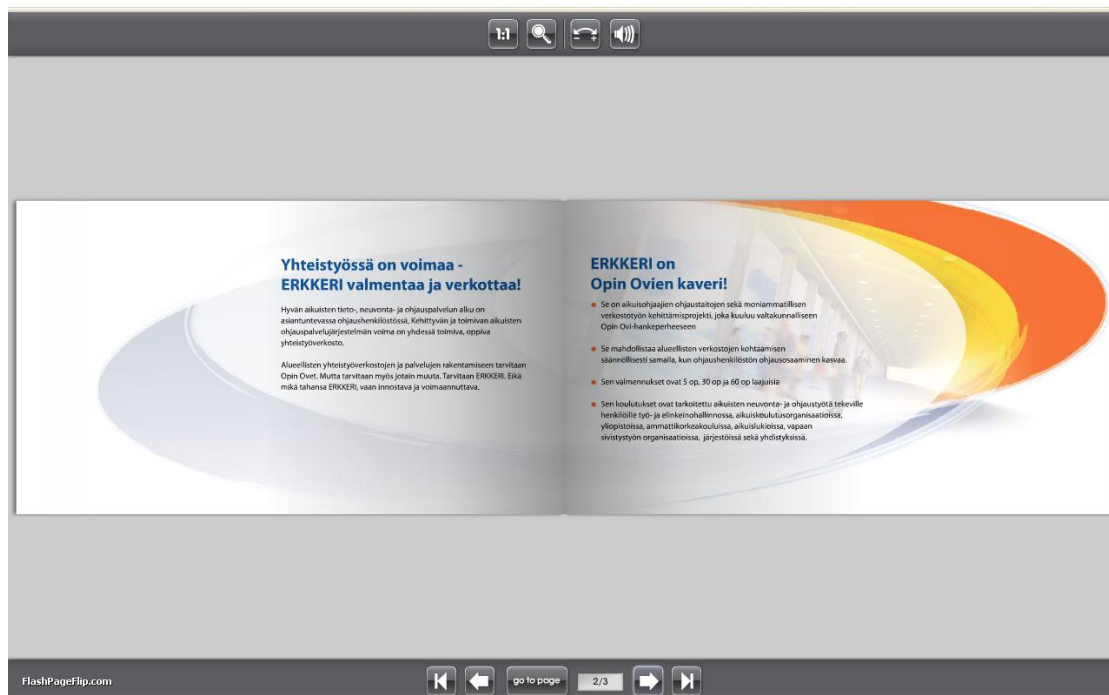 1:1
Yhteistyössä on voimaa -
ERKKERI valmentaa ja verkottaa!
Hyvän aikuisten tieto-, neuvonta- ja ohjauspalvelun alku on
asiantuntevassa ohjaushenkilöstössä. Kehittyvän ja toimivan aikuisten
ohjauspalvelujärjestelmän voima on yhdessä toimiva, oppiva
yhteistyöverkosto.
Alueellisten yhteistyöverkostojen ja palvelujen rakentamiseen tarvitaan
Opin Ovet. Mutta tarvitaan myös jotain muuta. Tarvitaan ERKKERI. Eikä
mikä tahansa ERKKERI, vaan innostava ja voimaannuttava.
ERKKERI on
Opin Ovien kaveri!
Se on aikuisohjaajien ohjaustaitojen sekä moniammatillisen
verkostotyön kehittämisprojekti, joka kuuluu valtakunnalliseen
Opin Ovi-hankeperheeseen
Se mahdollistaa alueellisten verkostojen kohtaamisen
säännöllisesti samalla, kun ohjaushenkilöstön ohjausosaaminen kasvaa.
Sen valmennukset ovat 5 op, 30 op ja 60 op laajuisia
Sen koulutukset ovat tarkoitettu aikuisten neuvonta- ja ohjaustyötä tekeville
henkilöille työ- ja elinkeinohallinnossa, aikuiskoulutusorganisaatioissa,
yliopistoissa, ammattikorkeakouluissa, aikuislukioissa, vapaan
sivistystyön organisaatioissa, järjestöissä sekä yhdistyksissä.
FlashPageFlip.com
go to page
2/3